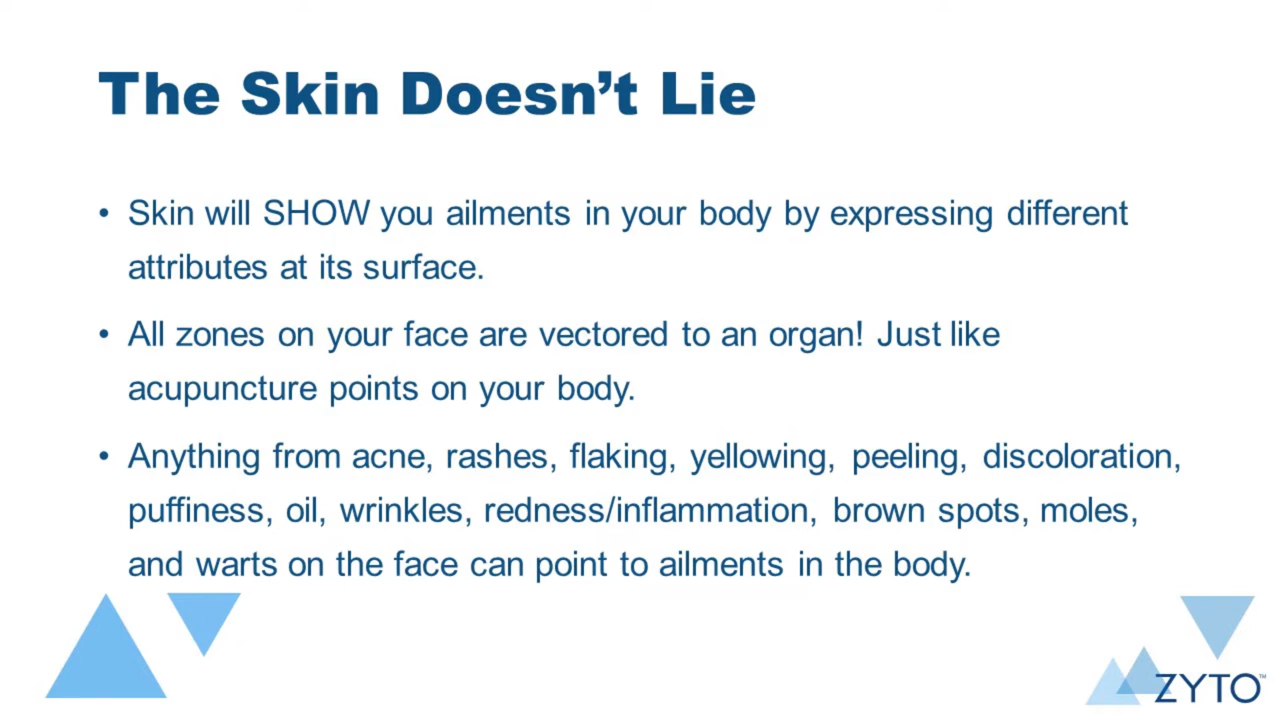 The Skin Doesn’t Lie
• Skin will SHOW you ailments in your body by expressing different
attributes at its surface.
• All zones on your face are vectored to an organ! Just like
acupuncture points on your body.
• Anything from acne, rashes, flaking, yellowing, peeling, discoloration,
puffiness, oil, wrinkles, redness/inflammation, brown spots, moles,
and warts on the face can point to ailments in the body.
ZYTO™